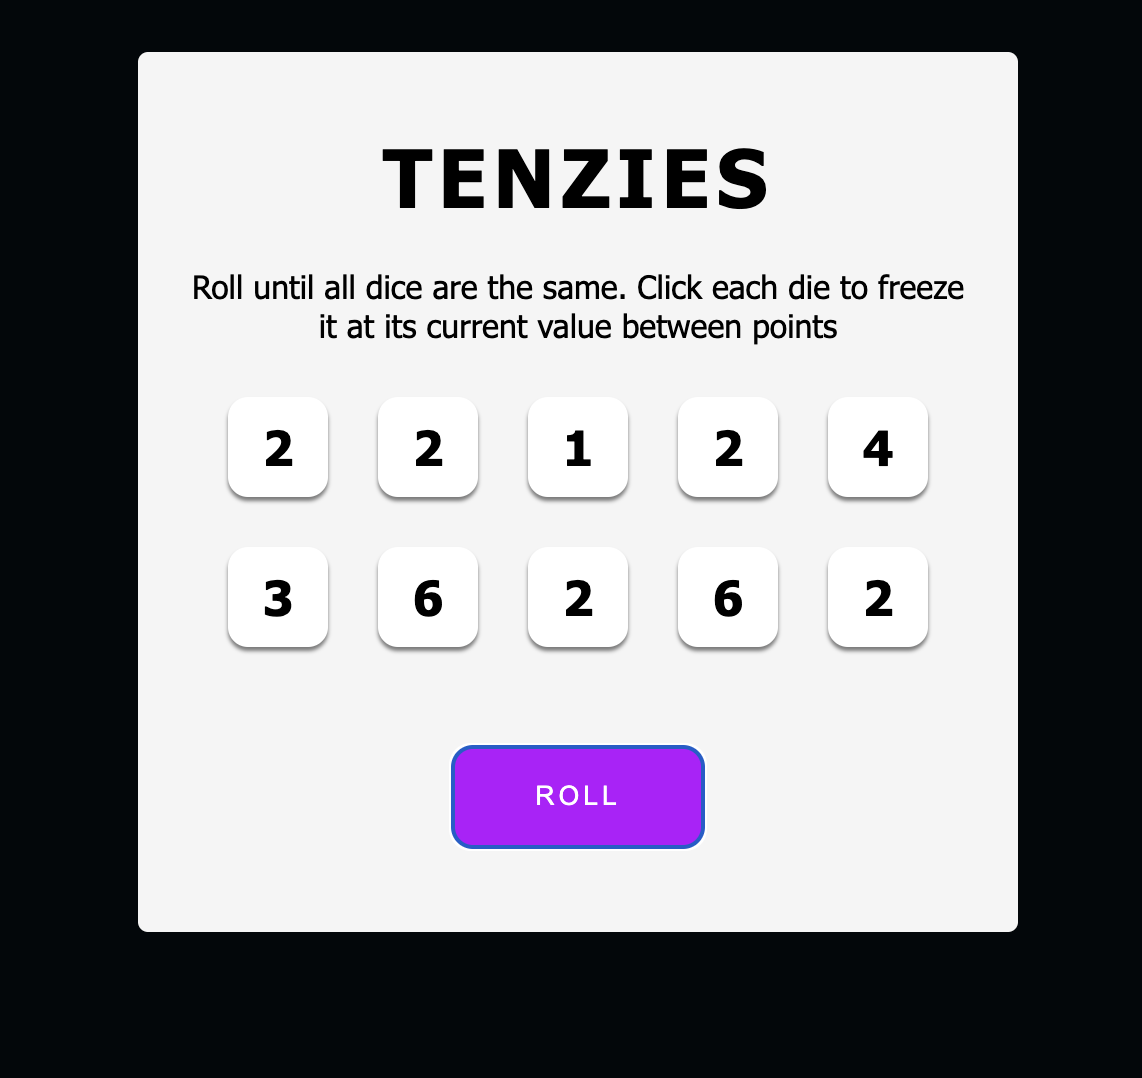 TENZIES
Roll until all dice are the same. Click each die to freeze
it at its current value between points
2 2 1 2 4
3 6 2 6 2
ROLL